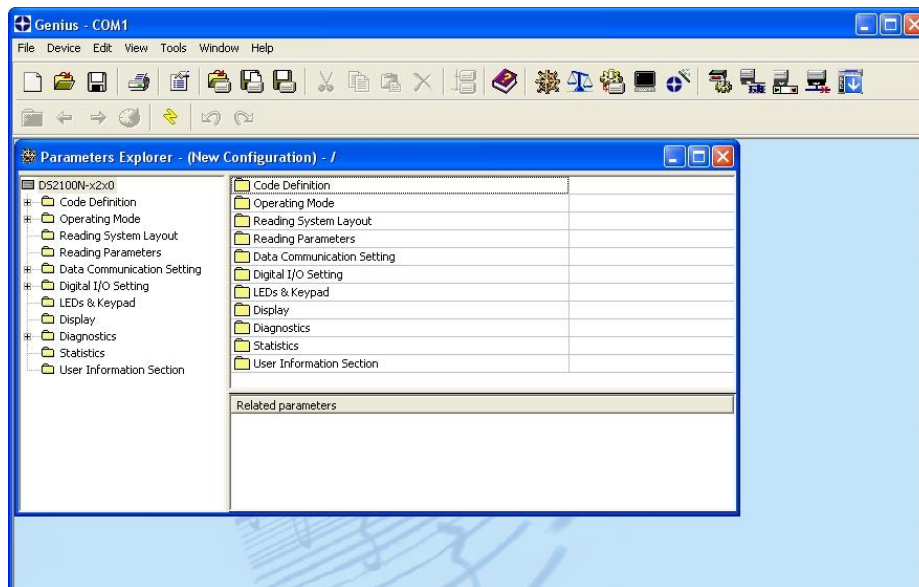 Genius - COM1
File Device Edit View Tools Window Help
Parameters Explorer - (New Configuration) - /
DS2100N-x2x0
Code Definition
Operating Mode
Reading System Layout
Reading Parameters
Data Communication Setting
Digital I/O Setting
LEDs & Keypad
Display
Diagnostics
Statistics
User Information Section
Code Definition
Operating Mode
Reading System Layout
Reading Parameters
Data Communication Setting
Digital I/O Setting
LEDs & Keypad
Display
Diagnostics
Statistics
User Information Section
Related parameters